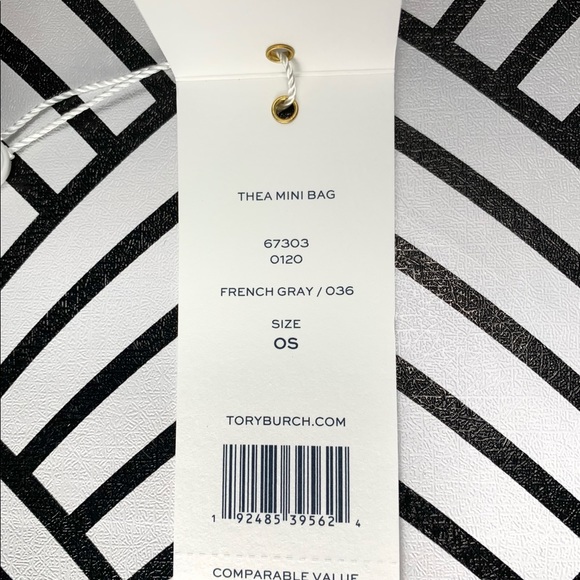 THEA MINI BAG
67303
0120
FRENCH GRAY / 036
SIZE
OS
TORYBURCH.COM
1 92485 39562 4
COMPARABLE VALUE